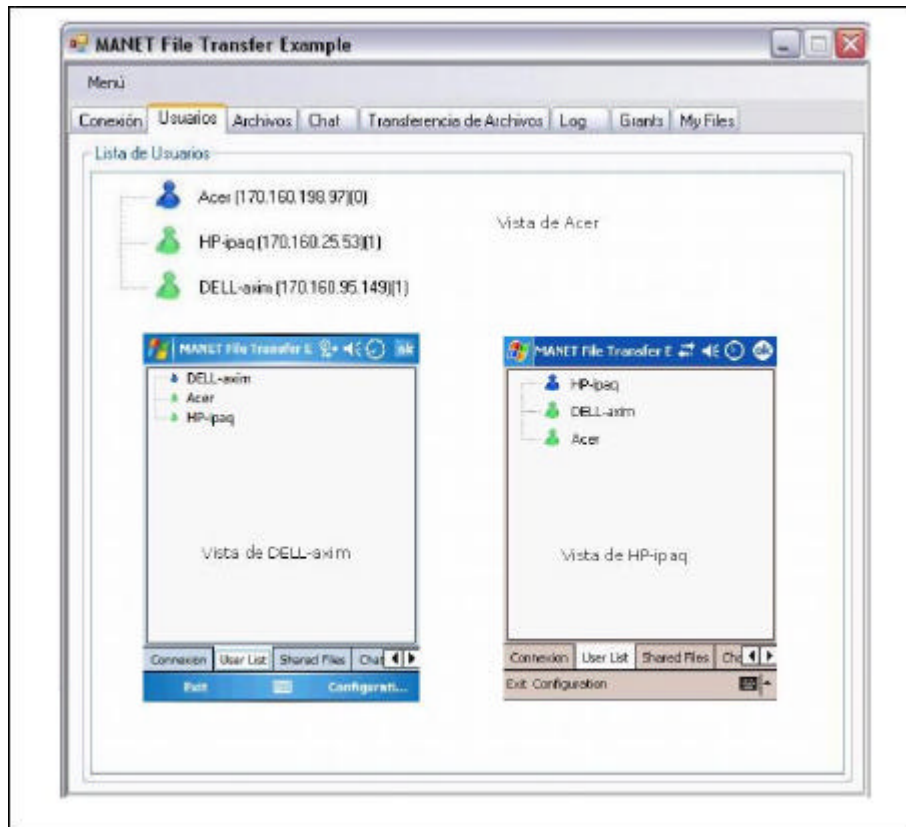 MANET File Transfer Example
Menú
Conexión Usuarios Archivos Chat Transferencia de Archivos Log Grants My Files
Lista de Usuarios
Acer (170.160.198.97)(0)
HP-ipaq (170.160.25.53)(1)
DELL-axim (170.160.95.149)(1)
Vista de Acer
MANET File Transfer E ok
DELL-axim
Acer
HP-ipaq
Vista de DELL-axim
Connexion User List Shared Files Chat
Exit Configurati...
MANET File Transfer E ok
HP-ipaq
DELL-axim
Acer
Vista de HP-ipaq
Connexion User List Shared Files Cha
Exit Configuration